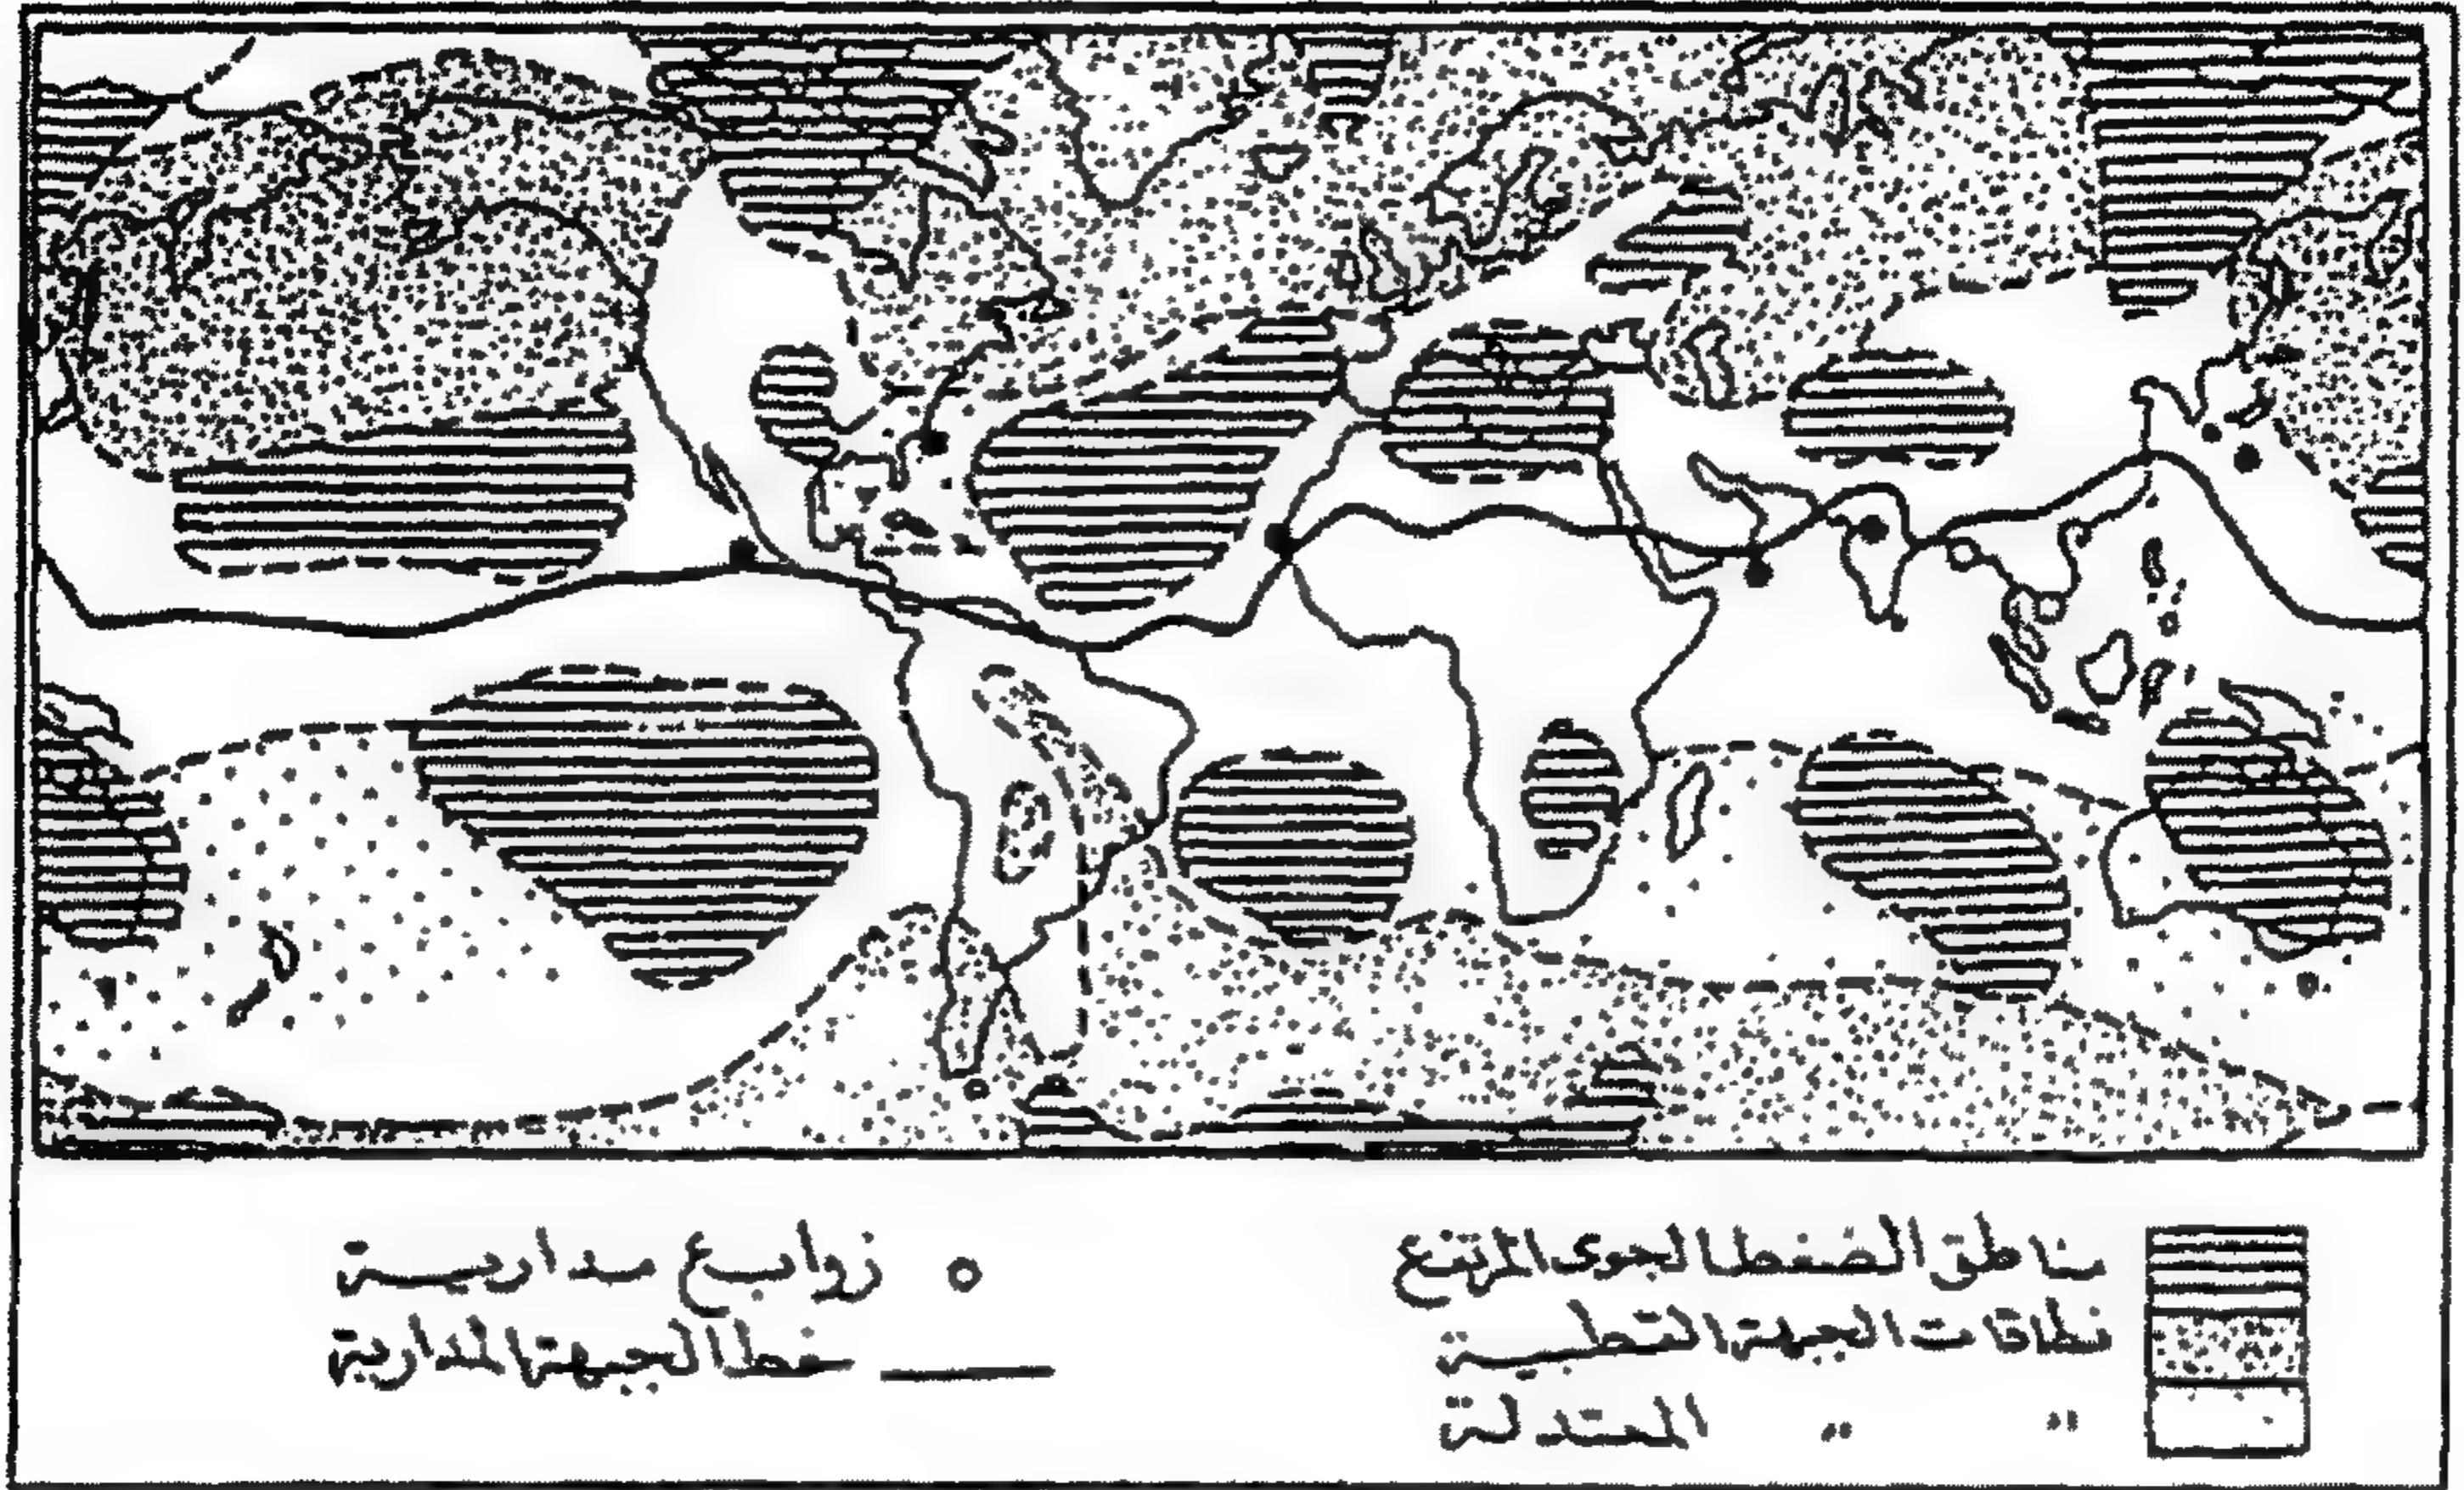 مناطق الضغط الجوى المرتفع
نطاقات الجبهة القطبية
" " المعتدلة
زوابع مدارية
خط الجبهة المدارية